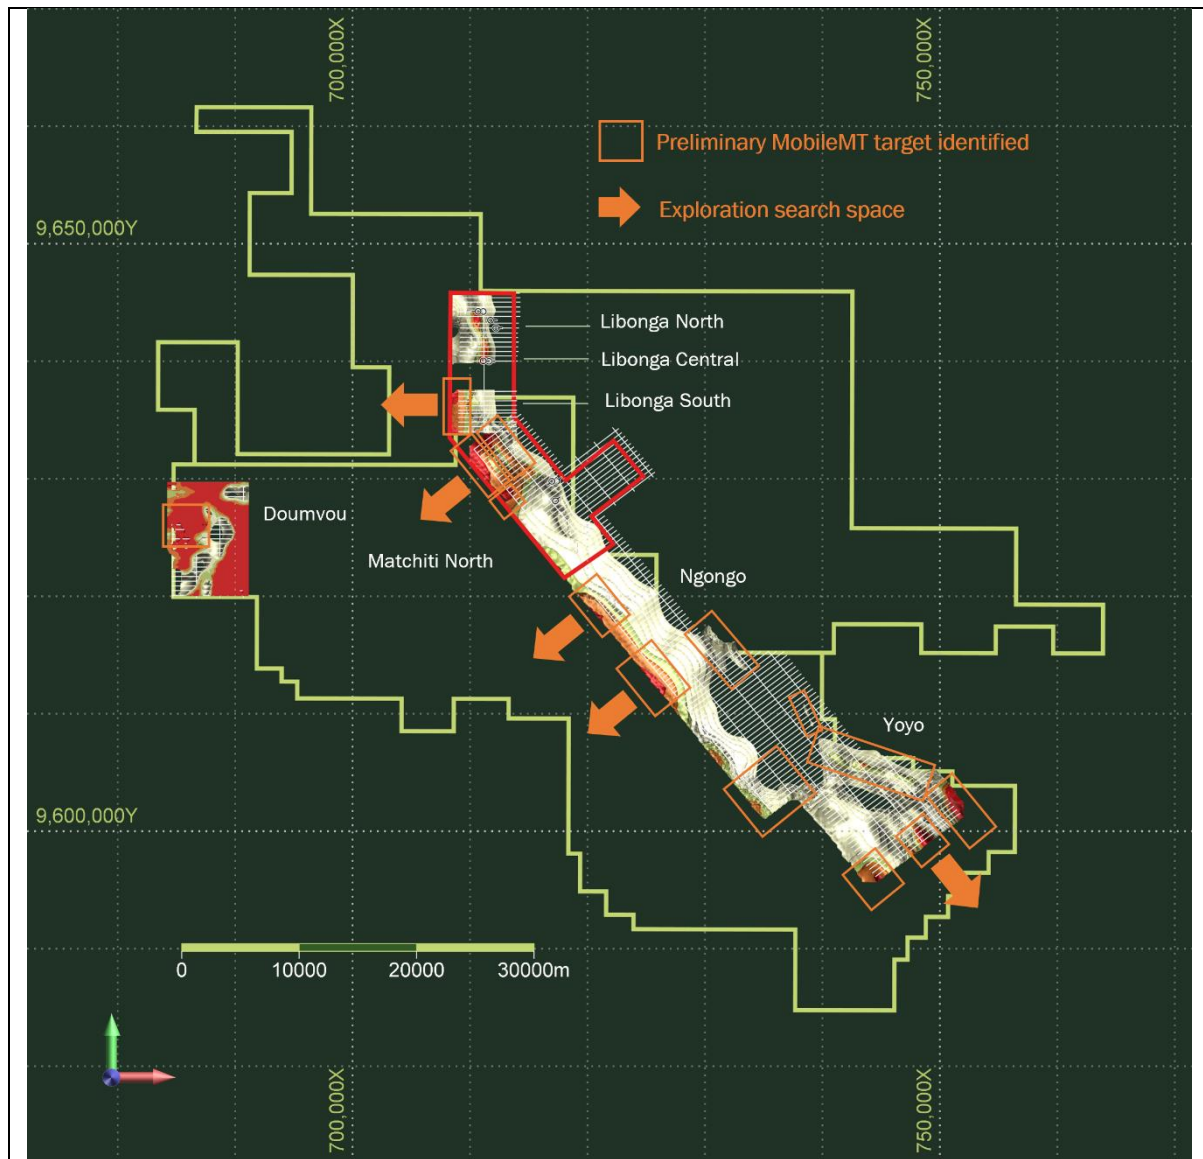 700,000X
750,000X
Preliminary MobileMT target identified
Exploration search space
9,650,000Y
Libonga North
Libonga Central
Libonga South
Doumvou
Matchiti North
Ngongo
Yoyo
9,600,000Y
0 10000 20000 30000m
700,000X
750,000X